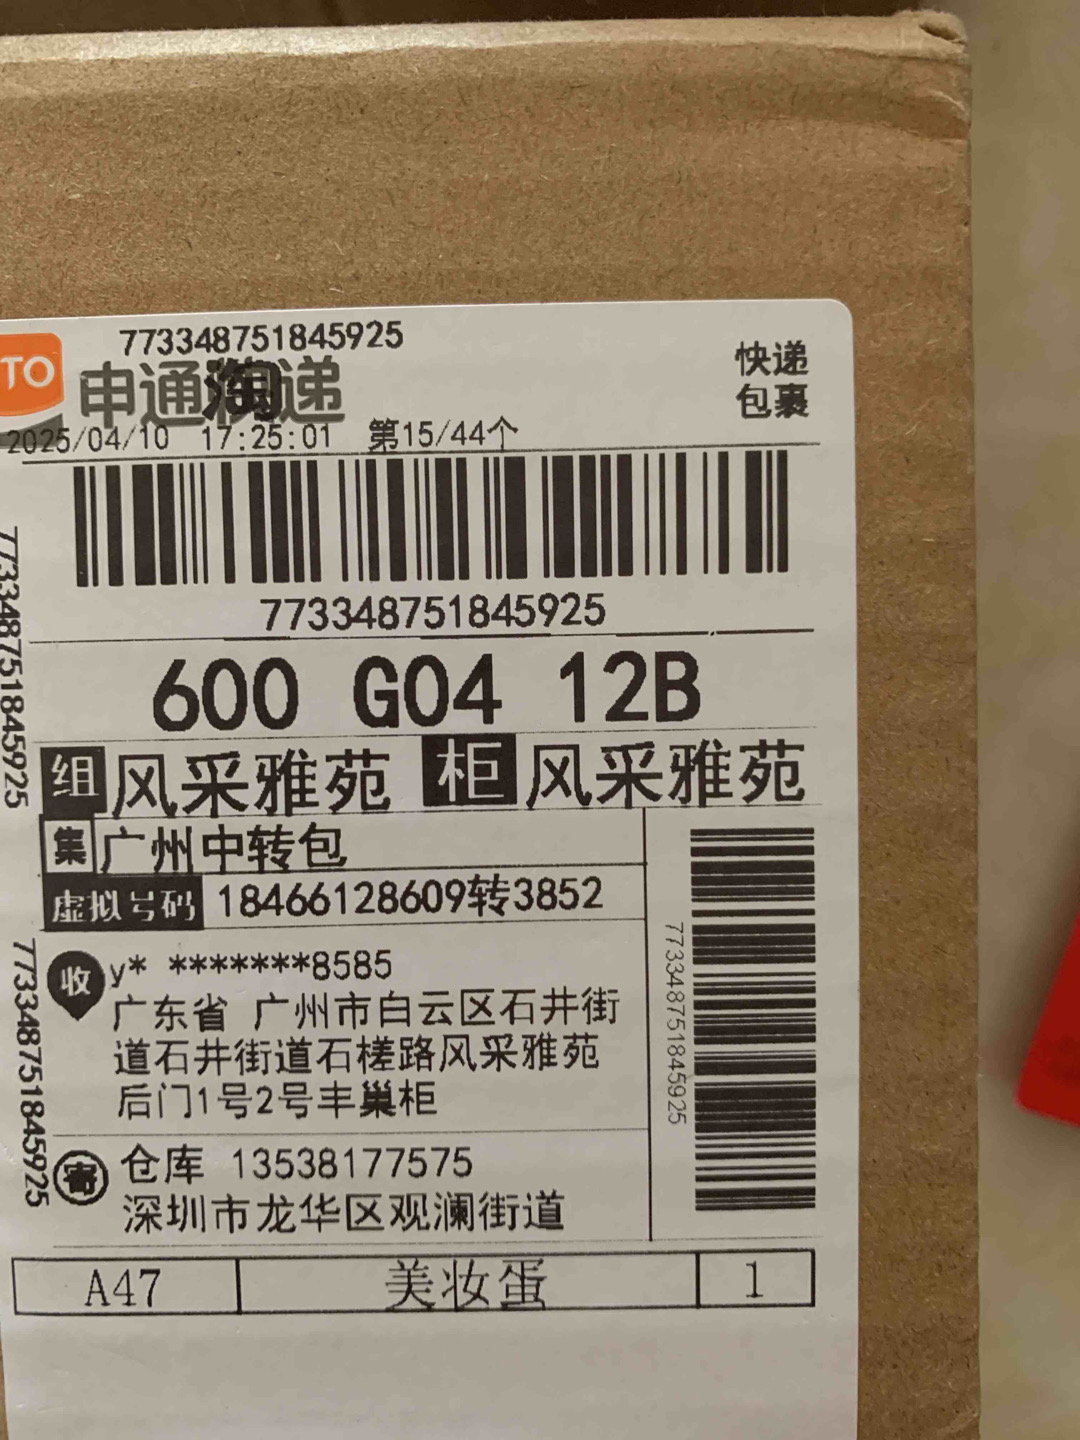 773348751845925
TO
申通快递
淘
快递
包裹
2025/04/10 17:25:01 第15/44个
773348751845925
773348751845925
600 G04 12B
组 风采雅苑 柜 风采雅苑
集 广州中转包
虚拟号码 18466128609转3852
收 y* *******8585
广东省 广州市白云区石井街
道石井街道石槎路风采雅苑
后门1号2号丰巢柜
773348751845925
773348751845925
寄 仓库 13538177575
深圳市龙华区观澜街道
A47 美妆蛋 1